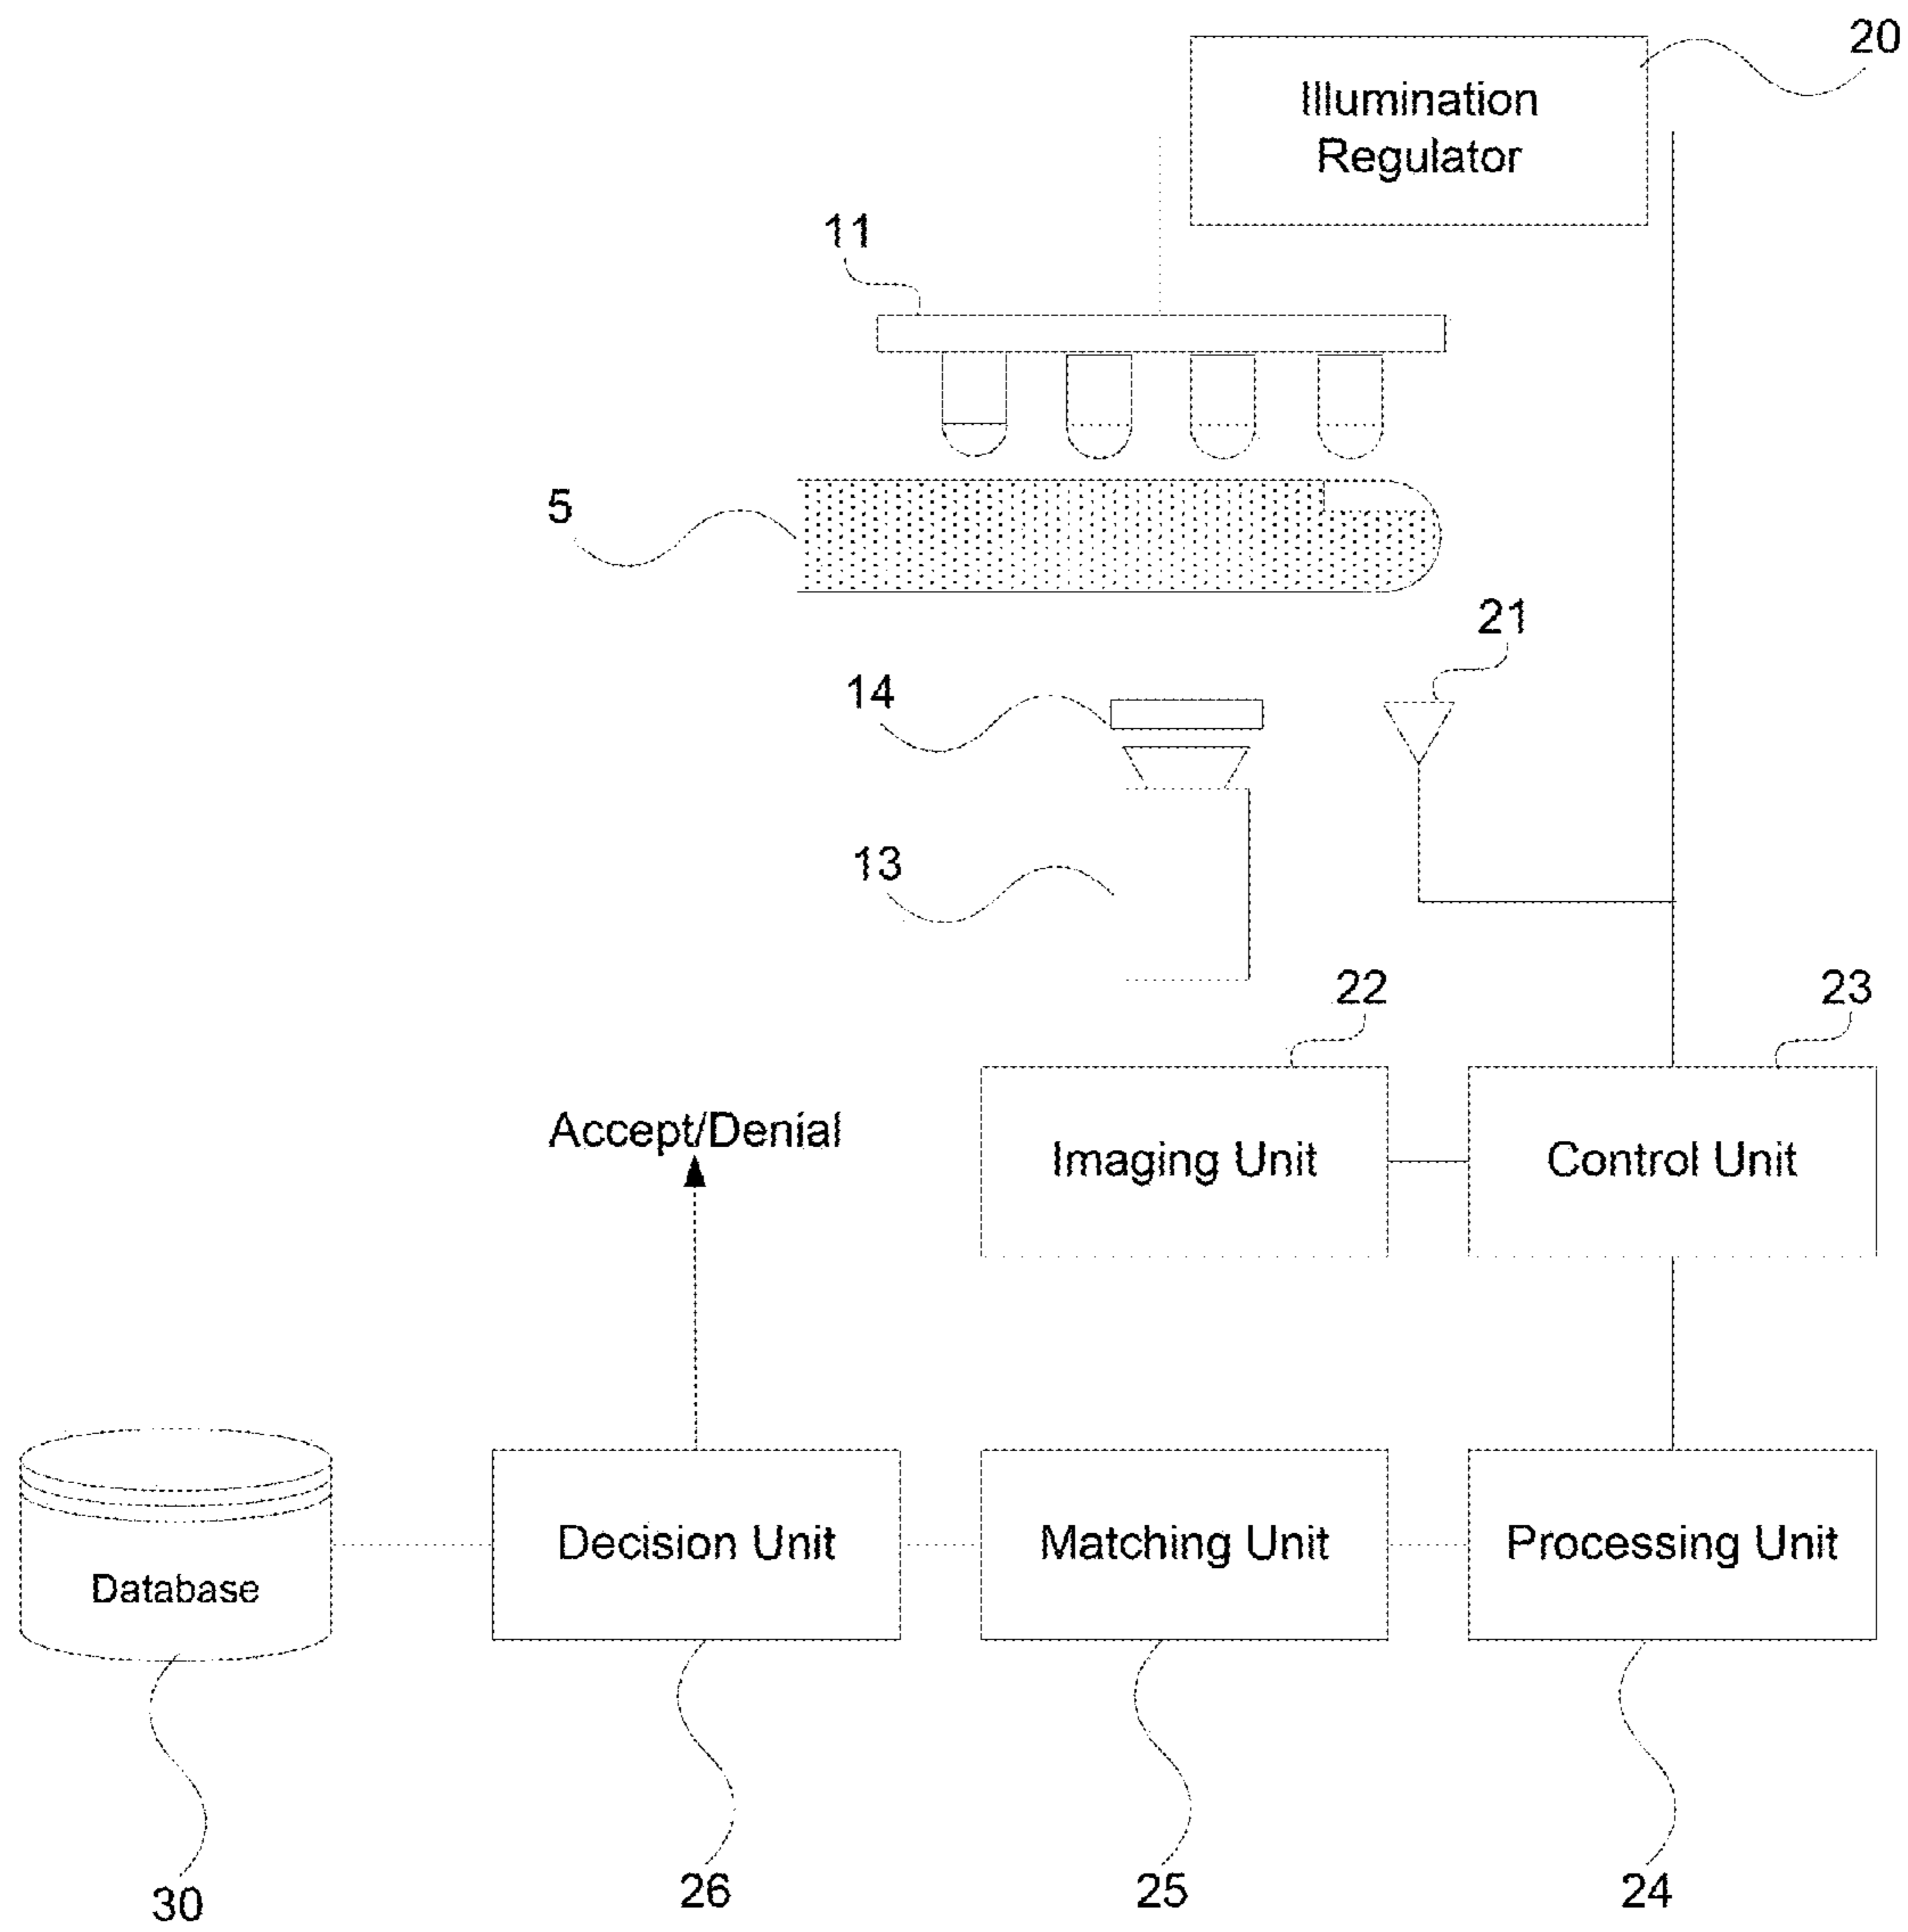 20
Illumination
Regulator
11
5
21
14
13
22
23
Accept/Denial
Imaging Unit
Control Unit
Decision Unit
Matching Unit
Processing Unit
Database
30
26
25
24